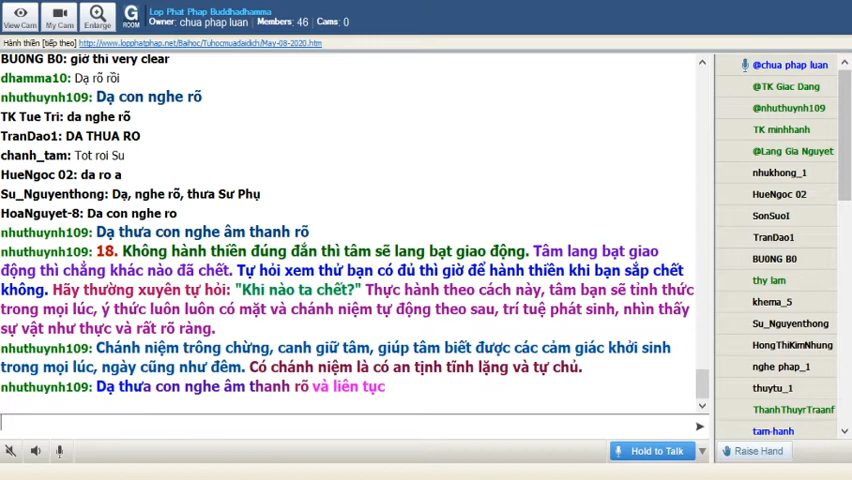 Lop Phat Phap Buddhadhamma
Owner: chua phap luan Members: 46 Cams: 0
View Cam My Cam Enlarge G ROOM
Hành thiền [tiếp theo] http://www.lopphatphap.net/Baihoc/Tuhocmuadaidich/May-08-2020.htm
BU0NG B0: giờ thì very clear
dhamma10: Dạ rõ rồi
nhuthuynh109: Dạ con nghe rõ
TK Tue Tri: da nghe rõ
TranDao1: DA THUA RO
chanh_tam: Tot roi Su
HueNgoc 02: da ro a
Su_Nguyenthong: Dạ, nghe rõ, thưa Sư Phụ
HoaNguyet-8: Da con nghe ro
nhuthuynh109: Dạ thưa con nghe âm thanh rõ
nhuthuynh109: 18. Không hành thiền đúng đắn thì tâm sẽ lang bạt giao động. Tâm lang bạt giao
động thì chẳng khác nào đã chết. Tự hỏi xem thử bạn có đủ thì giờ để hành thiền khi bạn sắp chết
không. Hãy thường xuyên tự hỏi: "Khi nào ta chết?" Thực hành theo cách này, tâm bạn sẽ tỉnh thức
trong mọi lúc, ý thức luôn luôn có mặt và chánh niệm tự động theo sau, trí tuệ phát sinh, nhìn thấy
sự vật như thực và rất rõ ràng.
nhuthuynh109: Chánh niệm trông chừng, canh giữ tâm, giúp tâm biết được các cảm giác khởi sinh
trong mọi lúc, ngày cũng như đêm. Có chánh niệm là có an tịnh tĩnh lặng và tự chủ.
nhuthuynh109: Dạ thưa con nghe âm thanh rõ và liên tục
@chua phap luan
@TK Giac Dang
@nhuthuynh109
TK minhhanh
@Lang Gia Nguyet
nhukhong_1
HueNgoc 02
SonSuoI
TranDao1
BU0NG B0
thy lam
khema_5
Su_Nguyenthong
HongThiKimNhung
nghe phap_1
thuytu_1
ThanhThuyrTraanf
tam-hanh
Hold to Talk
Raise Hand